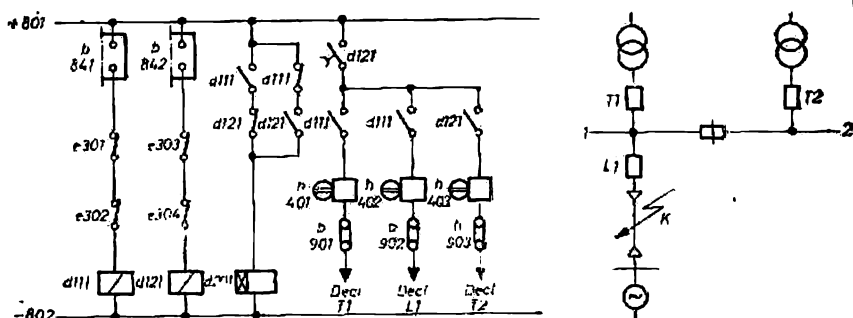 +801
b
841
b
842
d111
d111
d121
d121
d121
d111
d111
d121
e301
e303
e302
e304
h
401
h
402
h
403
b
901
b
902
903
d111
d121
Decl
T1
Decl
L1
Decl
T2
-802
T1
T2
1
2
L1
K
~